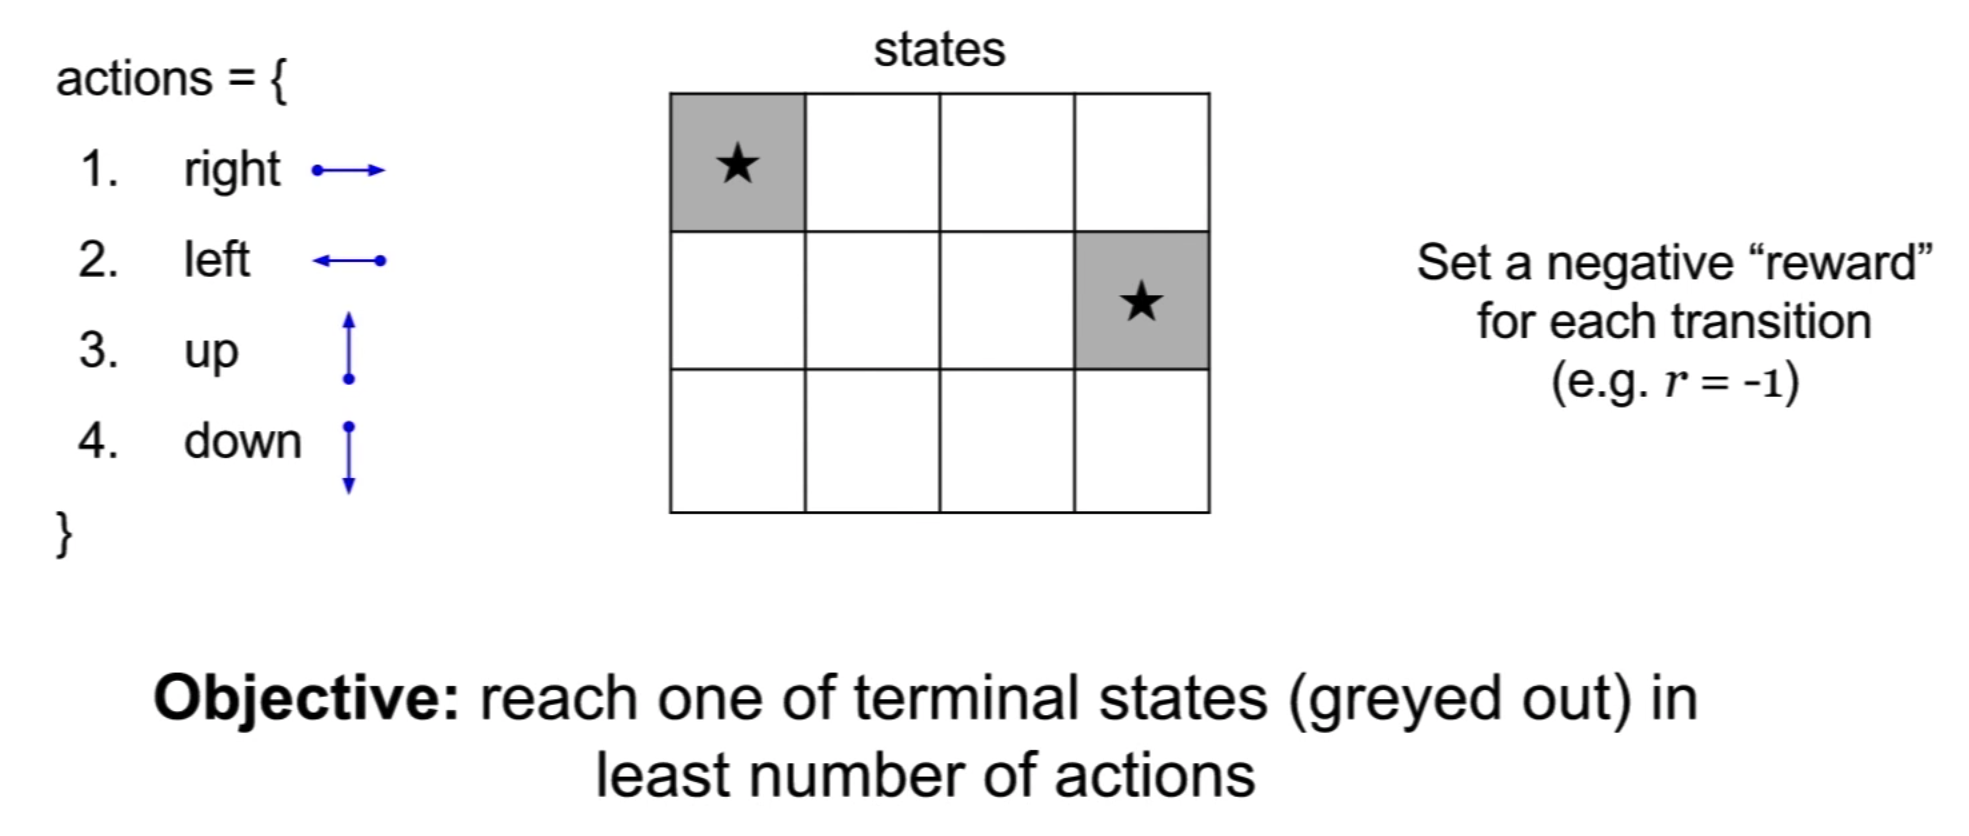 actions = {
1. right
2. left
3. up
4. down
}
states
Set a negative “reward”
for each transition
(e.g. r = -1)
Objective: reach one of terminal states (greyed out) in
least number of actions